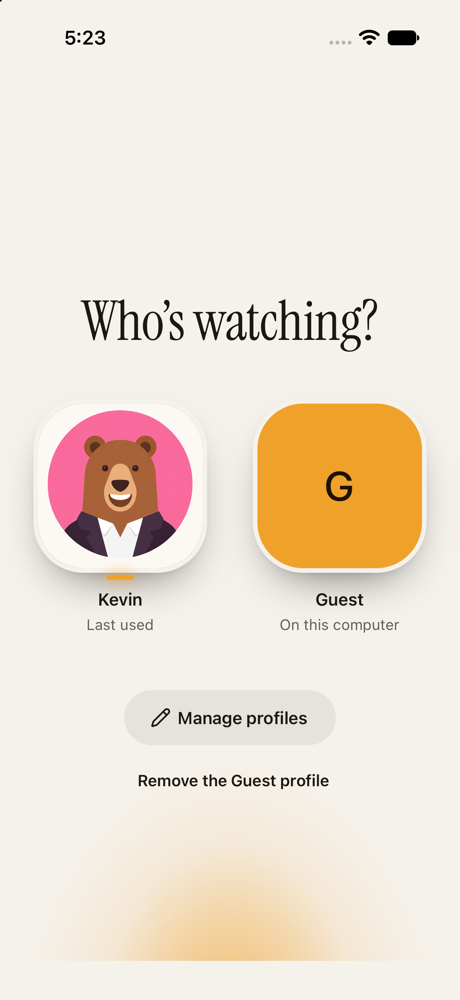 5:23
Who’s watching?
G
Kevin
Guest
Last used
On this computer
Manage profiles
Remove the Guest profile